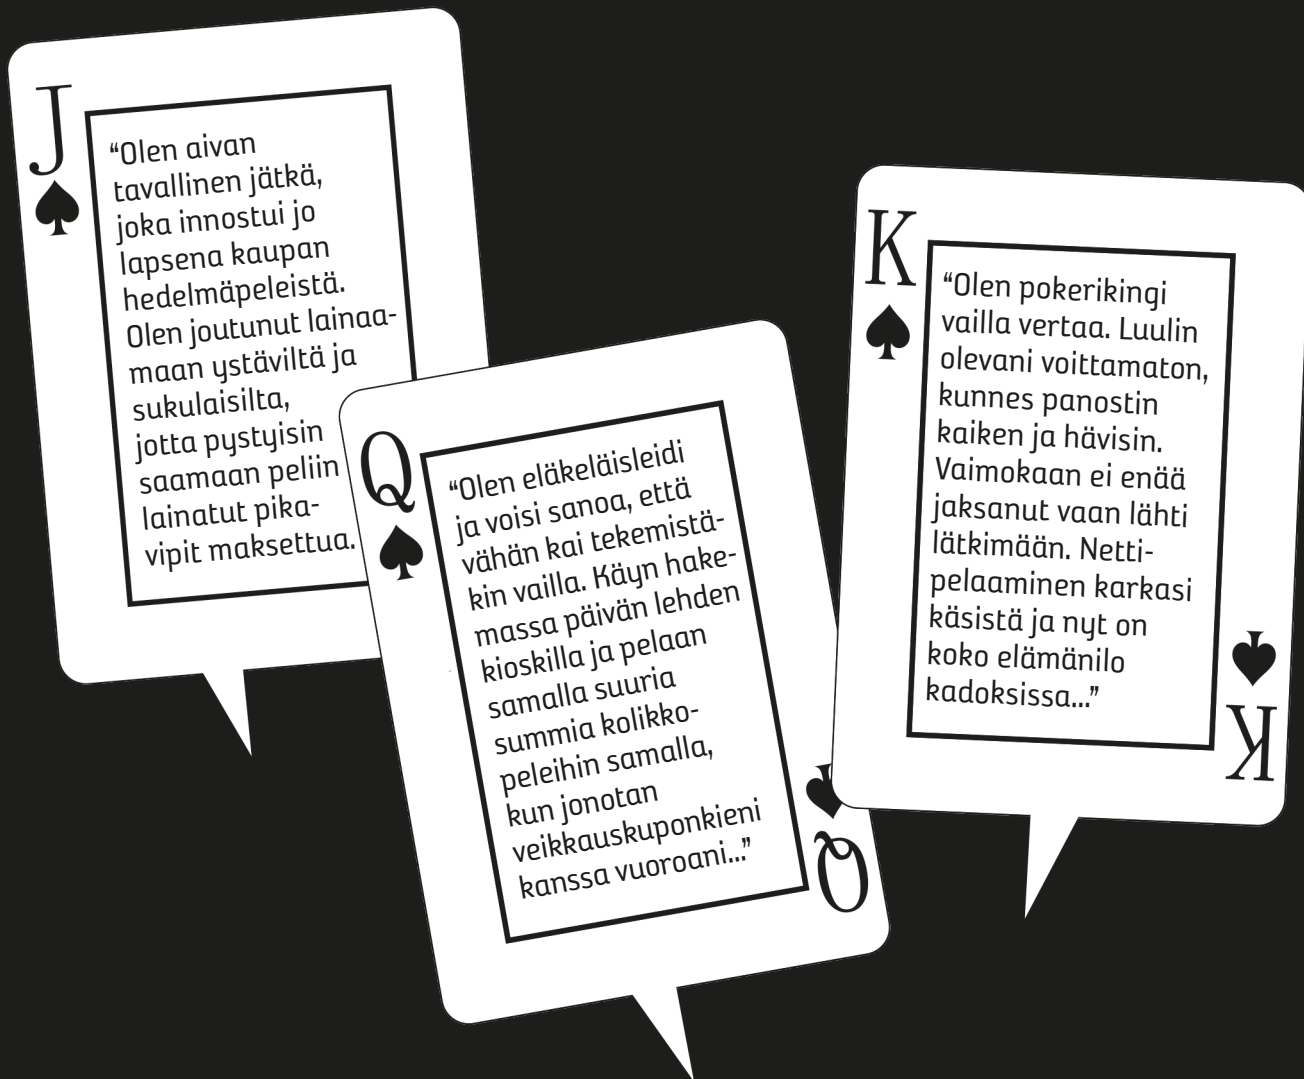 J
“Olen aivan
tavallinen jätkä,
joka innostui jo
lapsena kaupan
hedelmäpeleistä.
Olen joutunut lainaa-
maan ystäviltä ja
sukulaisilta,
jotta pystyisin
saamaan peliin
lainatut pika-
vipit maksettua.
Q
“Olen eläkeläisleidi
ja voisi sanoa, että
vähän kai tekemistä-
kin vailla. Käyn hake-
massa päivän lehden
kioskilla ja pelaan
samalla suuria
summia kolikko-
peleihin samalla,
kun jonotan
veikkauskuponkieni
kanssa vuoroani...”
Q
K
“Olen pokerikingi
vailla vertaa. Luulin
olevani voittamaton,
kunnes panostin
kaiken ja hävisin.
Vaimokaan ei enää
jaksanut vaan lähti
lätkimään. Netti-
pelaaminen karkasi
käsistä ja nyt on
koko elämänilo
kadoksissa...”
K